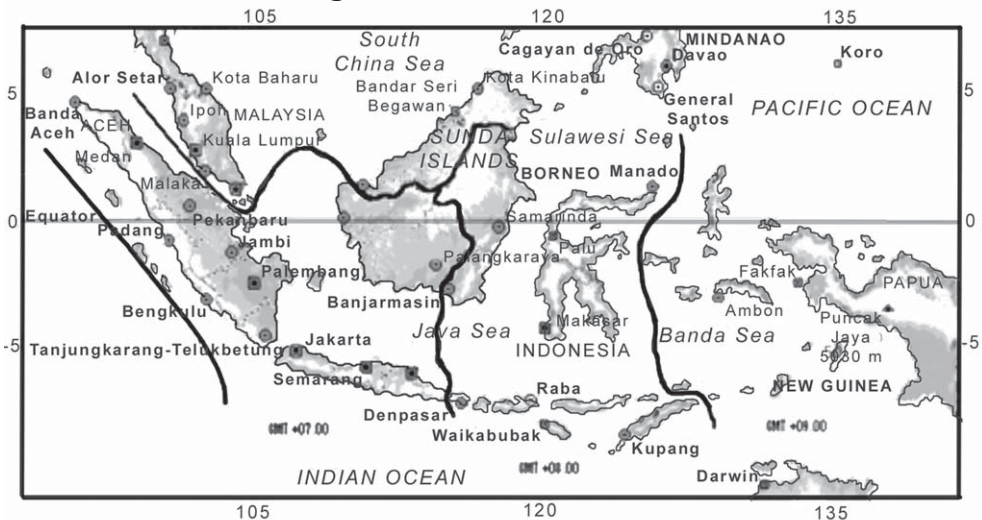 105 120 135
South
China Sea
Cagayan de Oro
MINDANAO
Davao
Koro
Alor Setar
Kota Baharu
Kota Kinabalu
Bandar Seri
Begawan
General
Santos
PACIFIC OCEAN
5
5
Banda
Aceh
ACEH
Ipoh
MALAYSIA
Kuala Lumpur
Medan
SUNDA
ISLANDS
Sulawesi Sea
BORNEO
Manado
Malaka
Equator
0
0
Pekanbaru
Padang
Jambi
Samarinda
Palu
Palangkaraya
Palembang
Fakfak
PAPUA
Bengkulu
Banjarmasin
Makasar
Ambon
Java Sea
Banda Sea
Puncak
Jaya
5030 m
-5
-5
Tanjungkarang-Telukbetung
Jakarta
INDONESIA
Semarang
Raba
NEW GUINEA
Denpasar
Waikabubak
Kupang
GMT +07.00
GMT +08.00
GMT +09.00
INDIAN OCEAN
Darwin
105 120 135